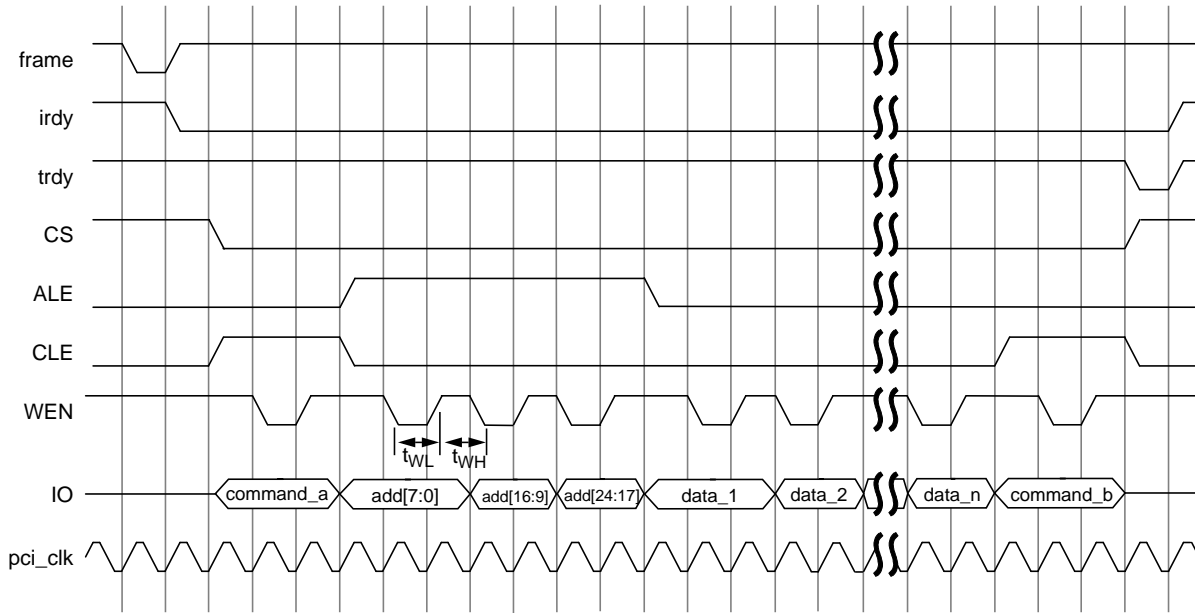 frame
irdy
trdy
CS
ALE
CLE
WEN
tWL tWH
IO command_a add[7:0] add[16:9] add[24:17] data_1 data_2 data_n command_b
pci_clk